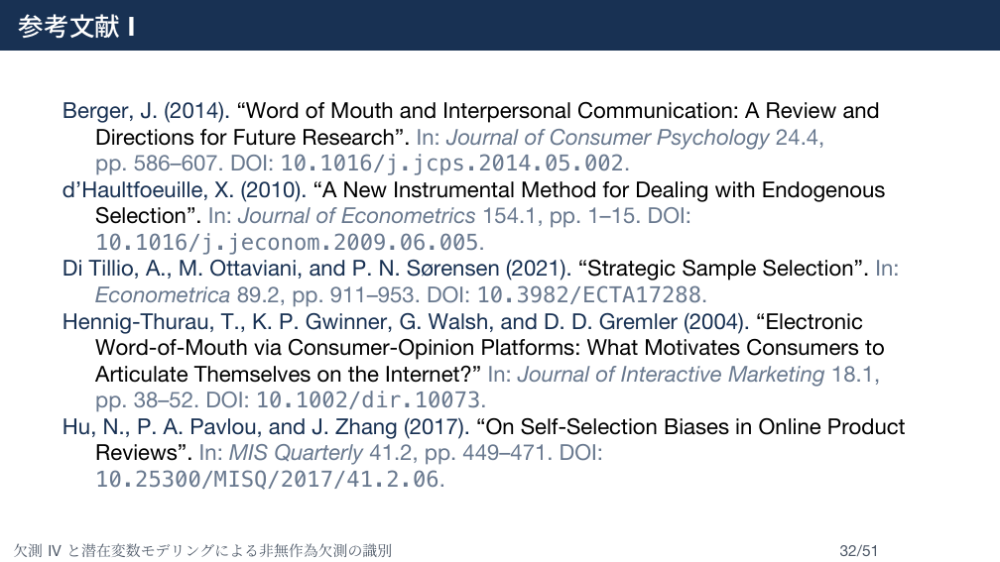 参考文献 I
Berger, J. (2014). “Word of Mouth and Interpersonal Communication: A Review and
Directions for Future Research”. In: Journal of Consumer Psychology 24.4,
pp. 586–607. DOI: 10.1016/j.jcps.2014.05.002.
d’Haultfoeuille, X. (2010). “A New Instrumental Method for Dealing with Endogenous
Selection”. In: Journal of Econometrics 154.1, pp. 1–15. DOI:
10.1016/j.jeconom.2009.06.005.
Di Tillio, A., M. Ottaviani, and P. N. Sørensen (2021). “Strategic Sample Selection”. In:
Econometrica 89.2, pp. 911–953. DOI: 10.3982/ECTA17288.
Hennig-Thurau, T., K. P. Gwinner, G. Walsh, and D. D. Gremler (2004). “Electronic
Word-of-Mouth via Consumer-Opinion Platforms: What Motivates Consumers to
Articulate Themselves on the Internet?” In: Journal of Interactive Marketing 18.1,
pp. 38–52. DOI: 10.1002/dir.10073.
Hu, N., P. A. Pavlou, and J. Zhang (2017). “On Self-Selection Biases in Online Product
Reviews”. In: MIS Quarterly 41.2, pp. 449–471. DOI:
10.25300/MISQ/2017/41.2.06.
欠測 IV と潜在変数モデリングによる非無作為欠測の識別
32/51